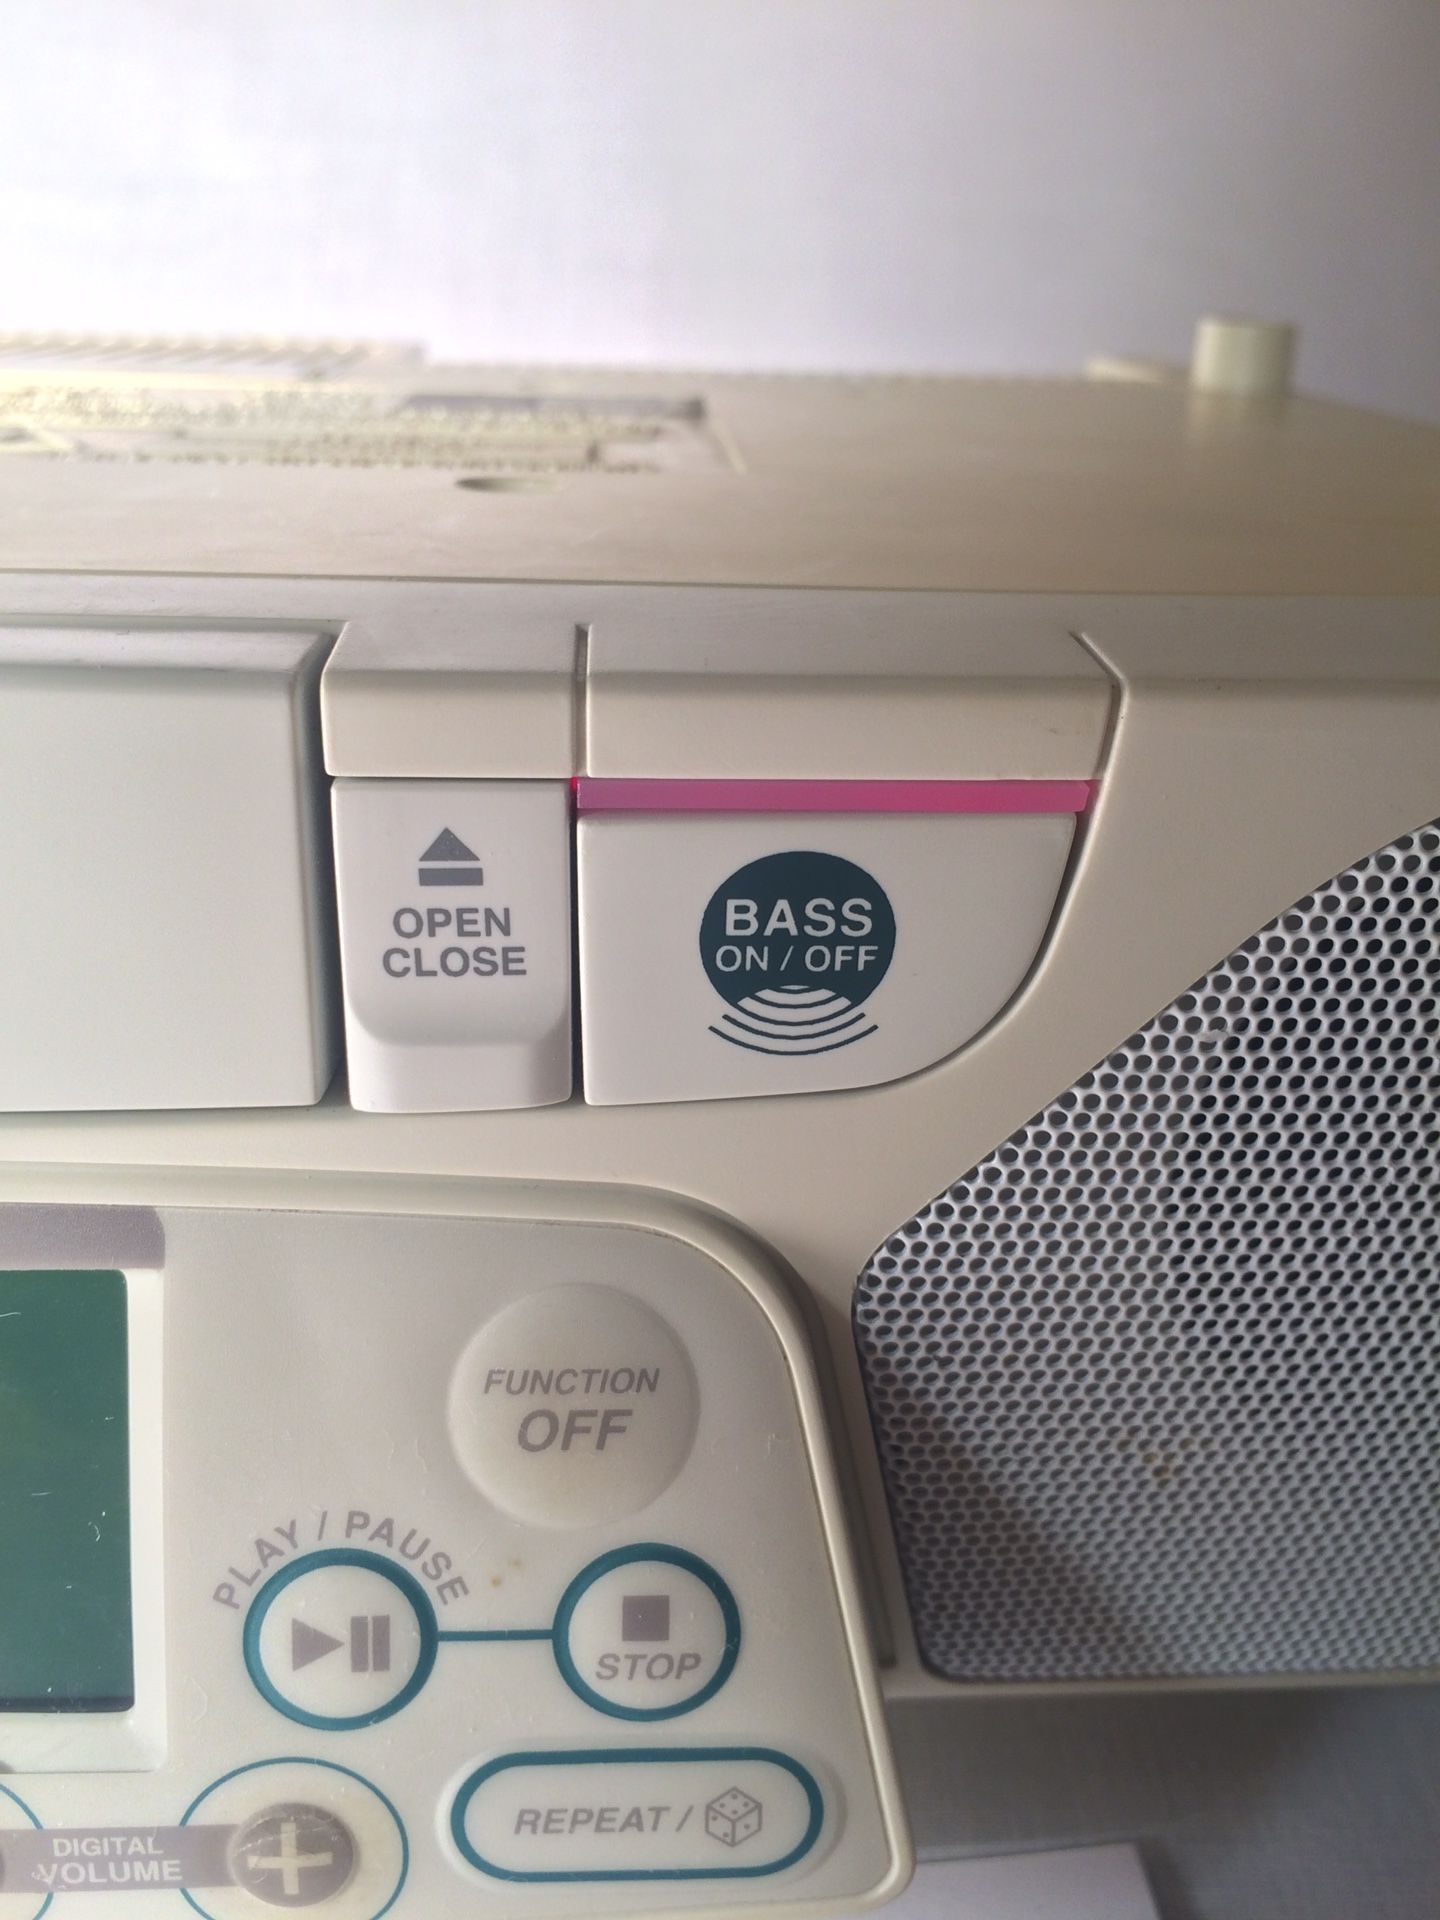 OPEN
CLOSE
BASS
ON / OFF
FUNCTION
OFF
PLAY / PAUSE
STOP
REPEAT /
DIGITAL
VOLUME